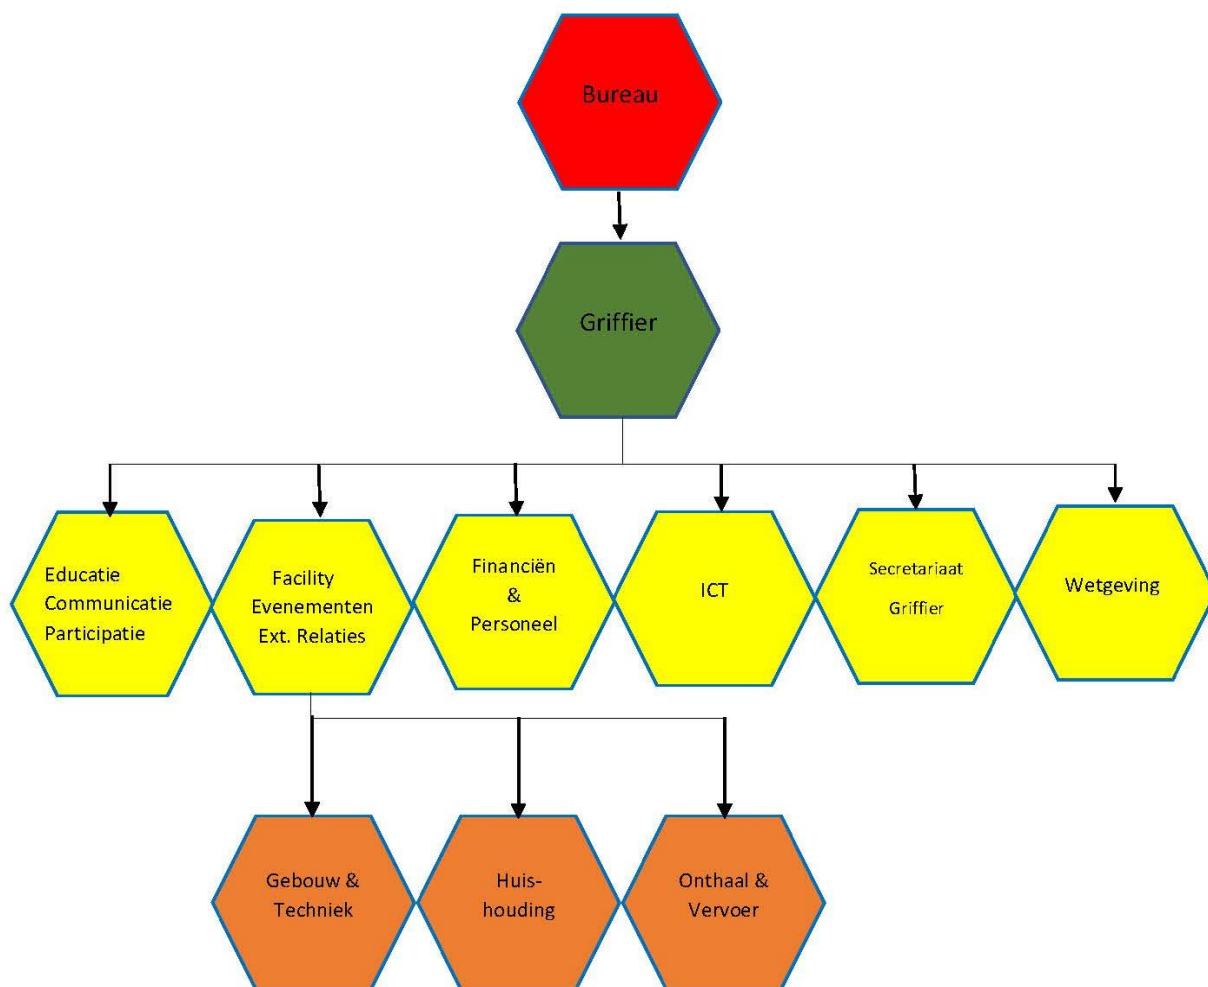 Bureau
Griffier
Educatie
Communicatie
Participatie
Facility
Evenementen
Ext. Relaties
Financiën
&
Personeel
ICT
Secretariaat
Griffier
Wetgeving
Gebouw &
Techniek
Huis-
houding
Onthaal &
Vervoer